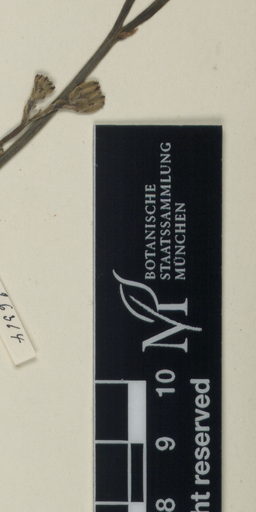 BOTANISCHE
STAATSSAMMLUNG
MÜNCHEN
M
10
9
8
ht reserved